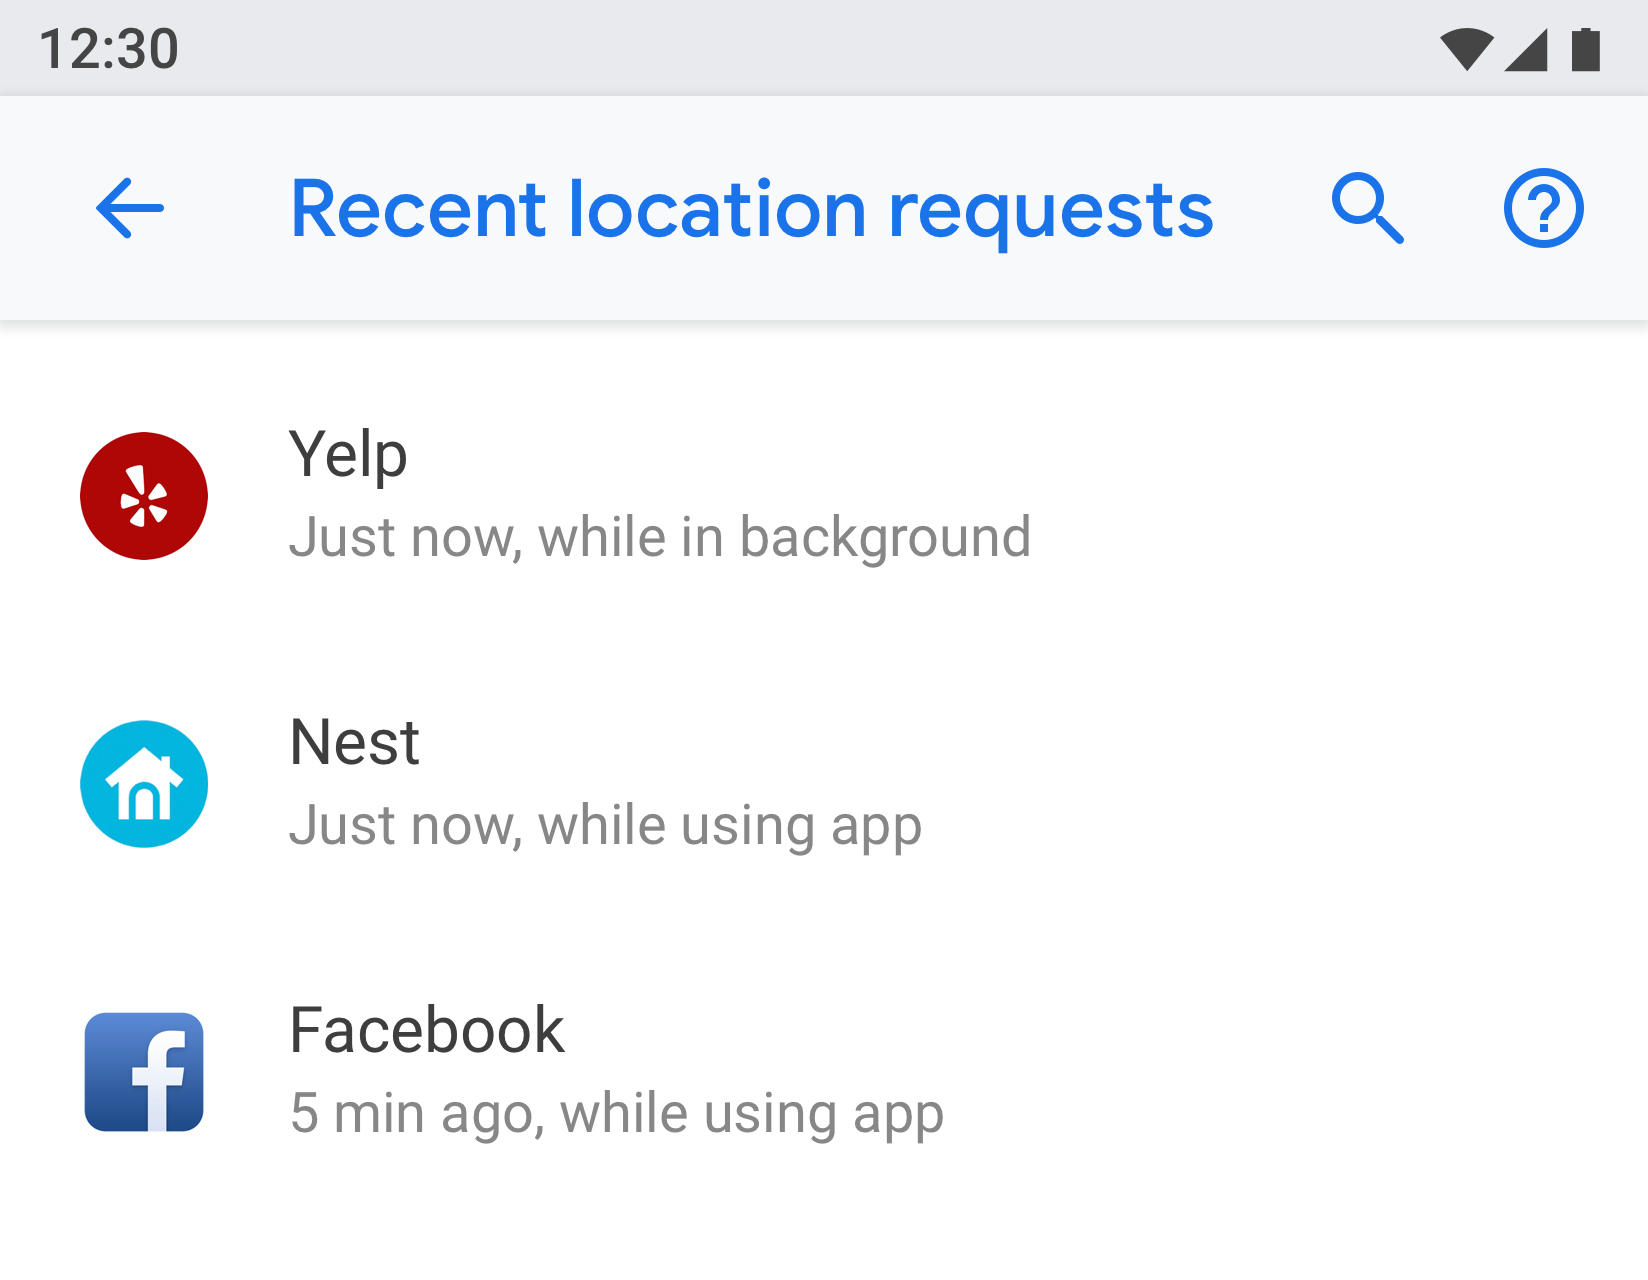 12:30
Recent location requests
Yelp
Just now, while in background
Nest
Just now, while using app
Facebook
5 min ago, while using app